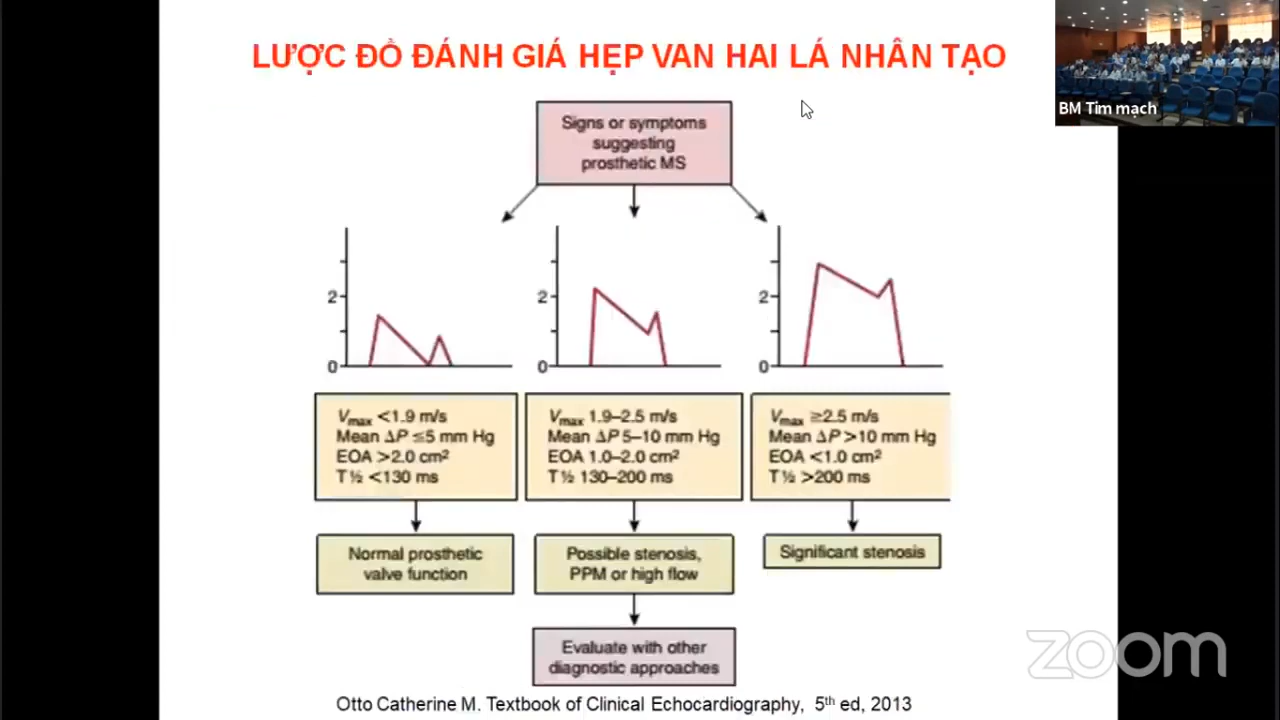 LƯỢC ĐỒ ĐÁNH GIÁ HẸP VAN HAI LÁ NHÂN TẠO
BM Tim mạch
Signs or symptoms
suggesting
prosthetic MS
2
0
2
0
2
0
Vmax <1.9 m/s
Mean ΔP ≤5 mm Hg
EOA >2.0 cm²
T½ <130 ms
Vmax 1.9–2.5 m/s
Mean ΔP 5–10 mm Hg
EOA 1.0–2.0 cm²
T½ 130–200 ms
Vmax ≥2.5 m/s
Mean ΔP >10 mm Hg
EOA <1.0 cm²
T½ >200 ms
Normal prosthetic
valve function
Possible stenosis,
PPM or high flow
Significant stenosis
Evaluate with other
diagnostic approaches
zoom
Otto Catherine M. Textbook of Clinical Echocardiography, 5th ed, 2013